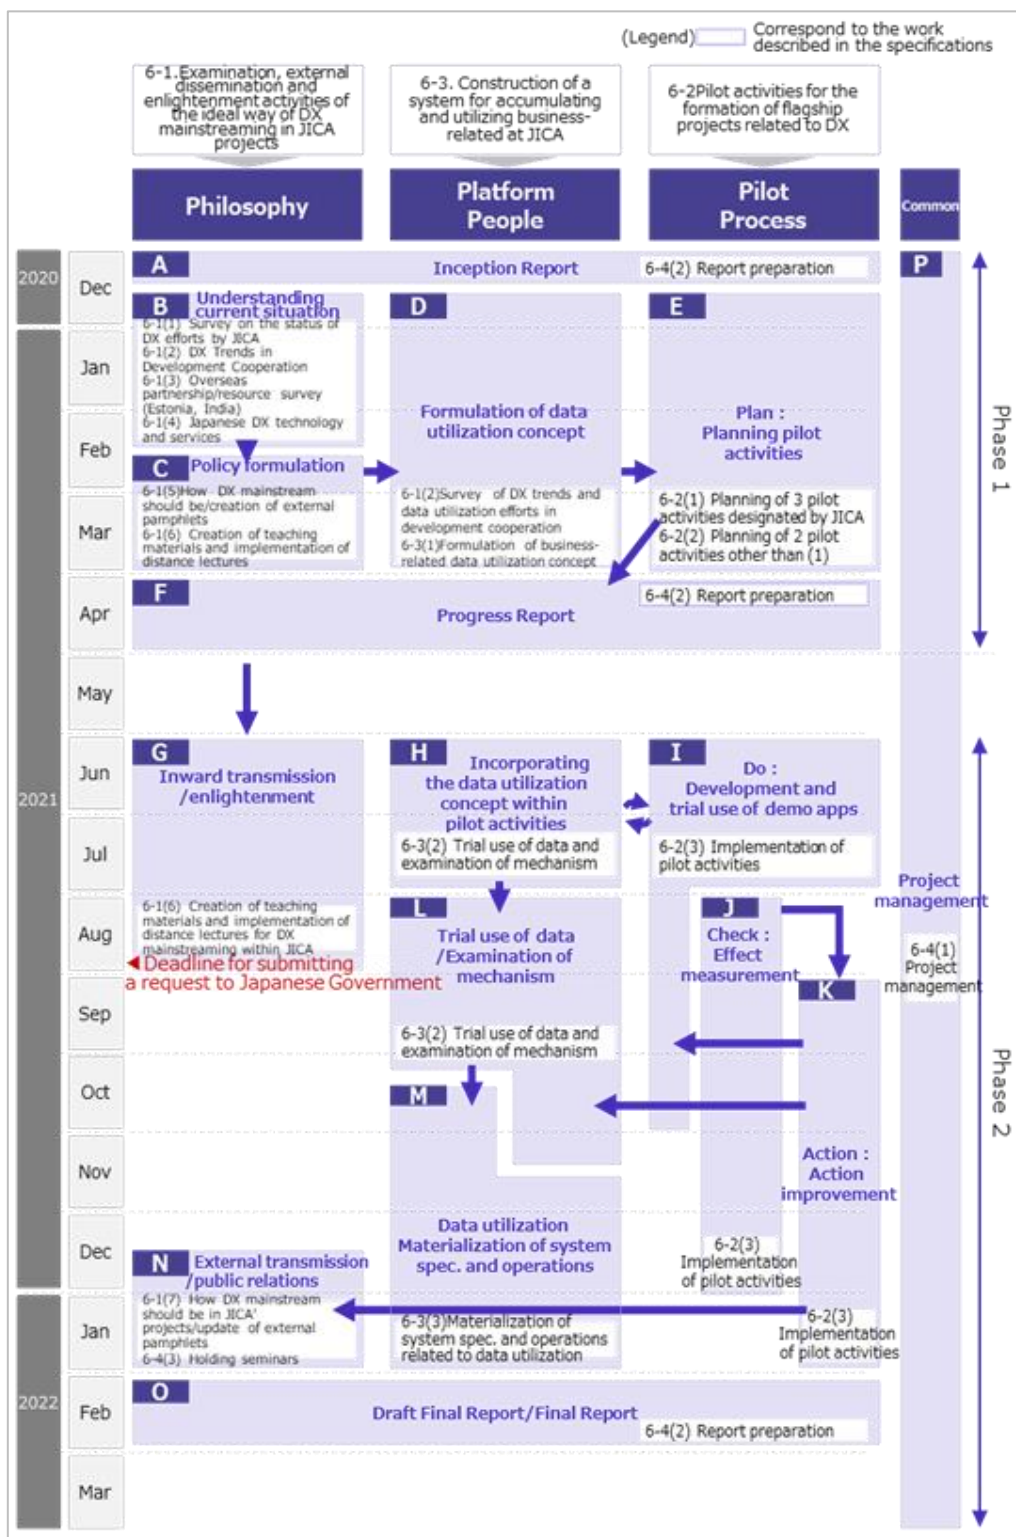 (Legend)
Correspond to the work
described in the specifications
6-1.Examination, external
dissemination and
enlightenment activities of
the ideal way of DX
mainstreaming in JICA
projects
6-3. Construction of a
system for accumulating
and utilizing business-
related at JICA
6-2Pilot activities for the
formation of flagship
projects related to DX
Philosophy
Platform
People
Pilot
Process
Common
2020
Dec
A
Inception Report
6-4(2) Report preparation
P
B
Understanding
current situation
6-1(1) Survey on the status of
DX efforts by JICA
6-1(2) DX Trends in
Development Cooperation
6-1(3) Overseas
partnership/resource survey
(Estonia, India)
6-1(4) Japanese DX technology
and services
D
Formulation of data
utilization concept
6-1(2)Survey of DX trends and
data utilization efforts in
development cooperation
6-3(1)Formulation of business-
related data utilization concept
E
Plan :
Planning pilot
activities
6-2(1) Planning of 3 pilot
activities designated by JICA
6-2(2) Planning of 2 pilot
activities other than (1)
Jan
Feb
C
Policy formulation
6-1(5)How DX mainstream
should be/creation of external
pamphlets
6-1(6) Creation of teaching
materials and implementation of
distance lectures
Mar
Phase 1
Apr
F
Progress Report
6-4(2) Report preparation
May
2021
Jun
G
Inward transmission
/enlightenment
6-1(6) Creation of teaching
materials and implementation of
distance lectures for DX
mainstreaming within JICA
H
Incorporating
the data utilization
concept within
pilot activities
6-3(2) Trial use of data and
examination of mechanism
I
Do :
Development and
trial use of demo apps
6-2(3) Implementation of
pilot activities
Jul
Project
management
6-4(1)
Project
management
Aug
Deadline for submitting
a request to Japanese Government
L
Trial use of data
/Examination of
mechanism
6-3(2) Trial use of data and
examination of mechanism
J
Check :
Effect
measurement
6-2(3)
Implementation
of pilot activities
K
Action :
Action
improvement
6-2(3)
Implementation
of pilot activities
Sep
Oct
Phase 2
M
Data utilization
Materialization of system
spec. and operations
6-3(3)Materialization of
system spec. and operations
related to data utilization
Nov
Dec
N
External transmission
/public relations
6-1(7) How DX mainstream
should be in JICA'
projects/update of external
pamphlets
6-4(3) Holding seminars
2022
Jan
Feb
O
Draft Final Report/Final Report
6-4(2) Report preparation
Mar